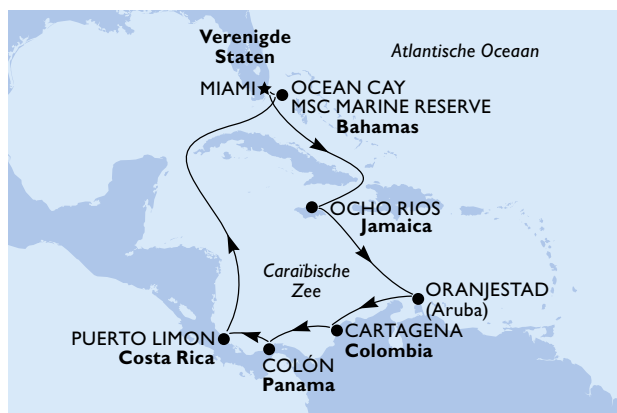 Verenigde
Staten
Atlantische Oceaan
MIAMI
OCEAN CAY
MSC MARINE RESERVE
Bahamas
OCHO RIOS
Jamaica
Caraïbische
Zee
ORANJESTAD
(Aruba)
CARTAGENA
Colombia
PUERTO LIMON
Costa Rica
COLÓN
Panama